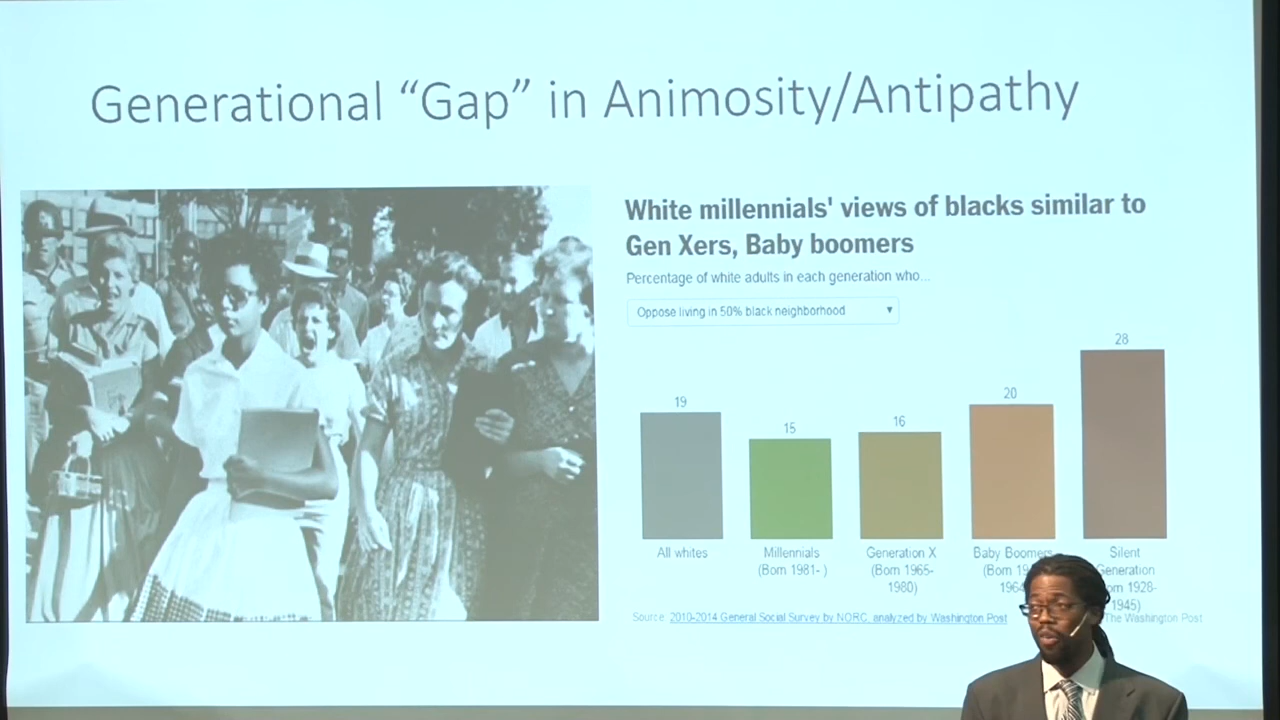 Generational “Gap” in Animosity/Antipathy
White millennials' views of blacks similar to
Gen Xers, Baby boomers
Percentage of white adults in each generation who...
Oppose living in 50% black neighborhood
19
15
16
20
28
All whites
Millennials
(Born 1981- )
Generation X
(Born 1965-
1980)
Baby Boomers
(Born
Silent
Generation
1928-
1945)
Source: 2010-2014 General Social Survey by NORC, analyzed by Washington Post
The Washington Post